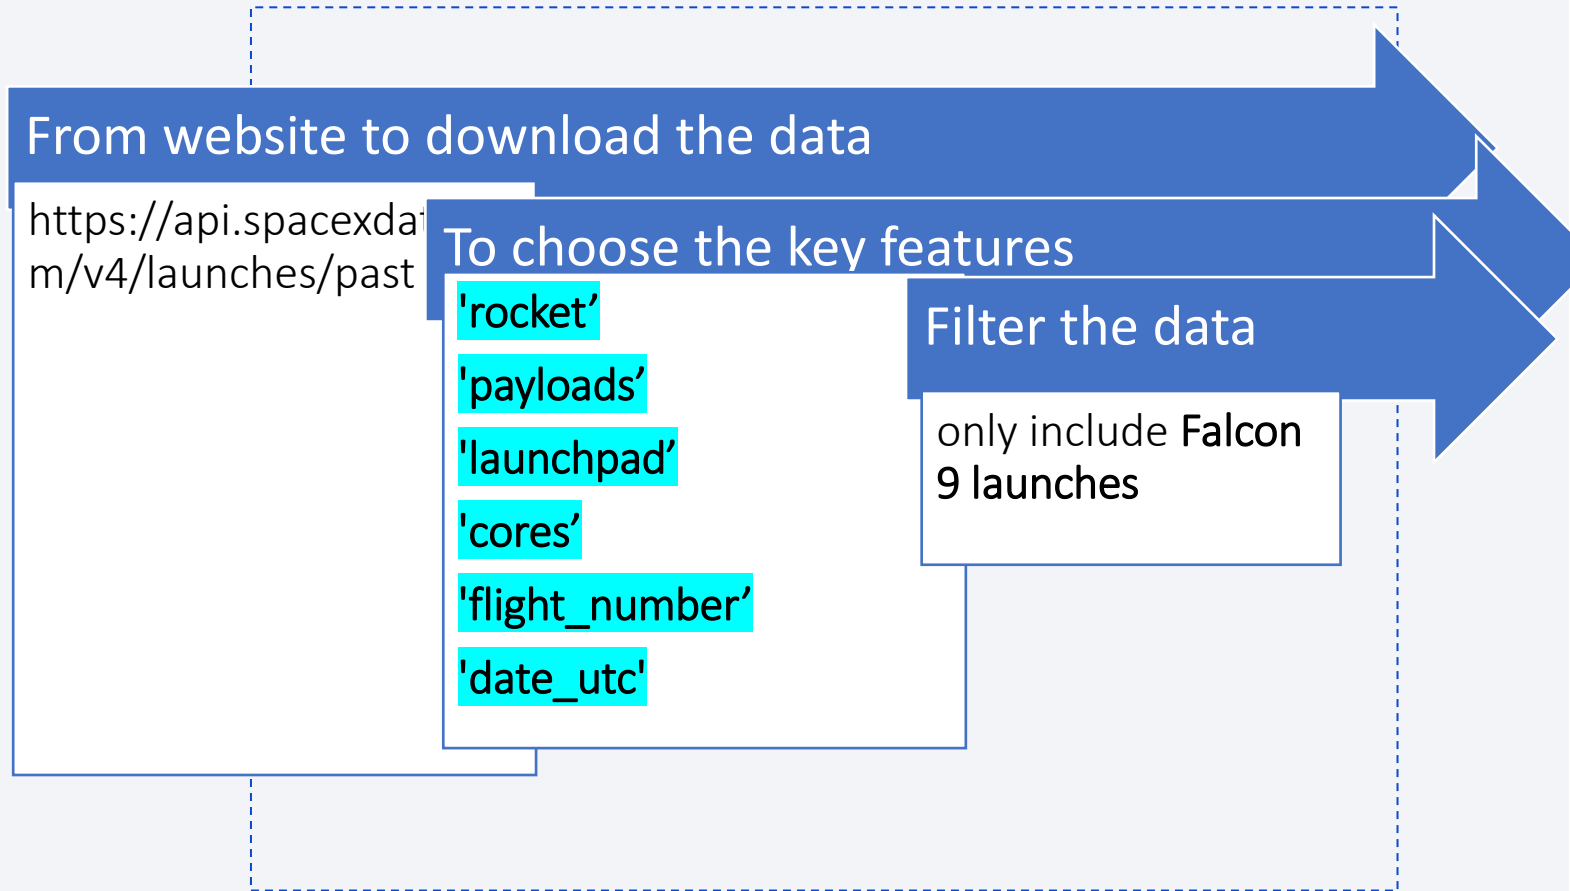 From website to download the data
https://api.spacexdat
m/v4/launches/past
To choose the key features
'rocket’
'payloads’
'launchpad’
'cores’
'flight_number’
'date_utc'
Filter the data
only include Falcon
9 launches